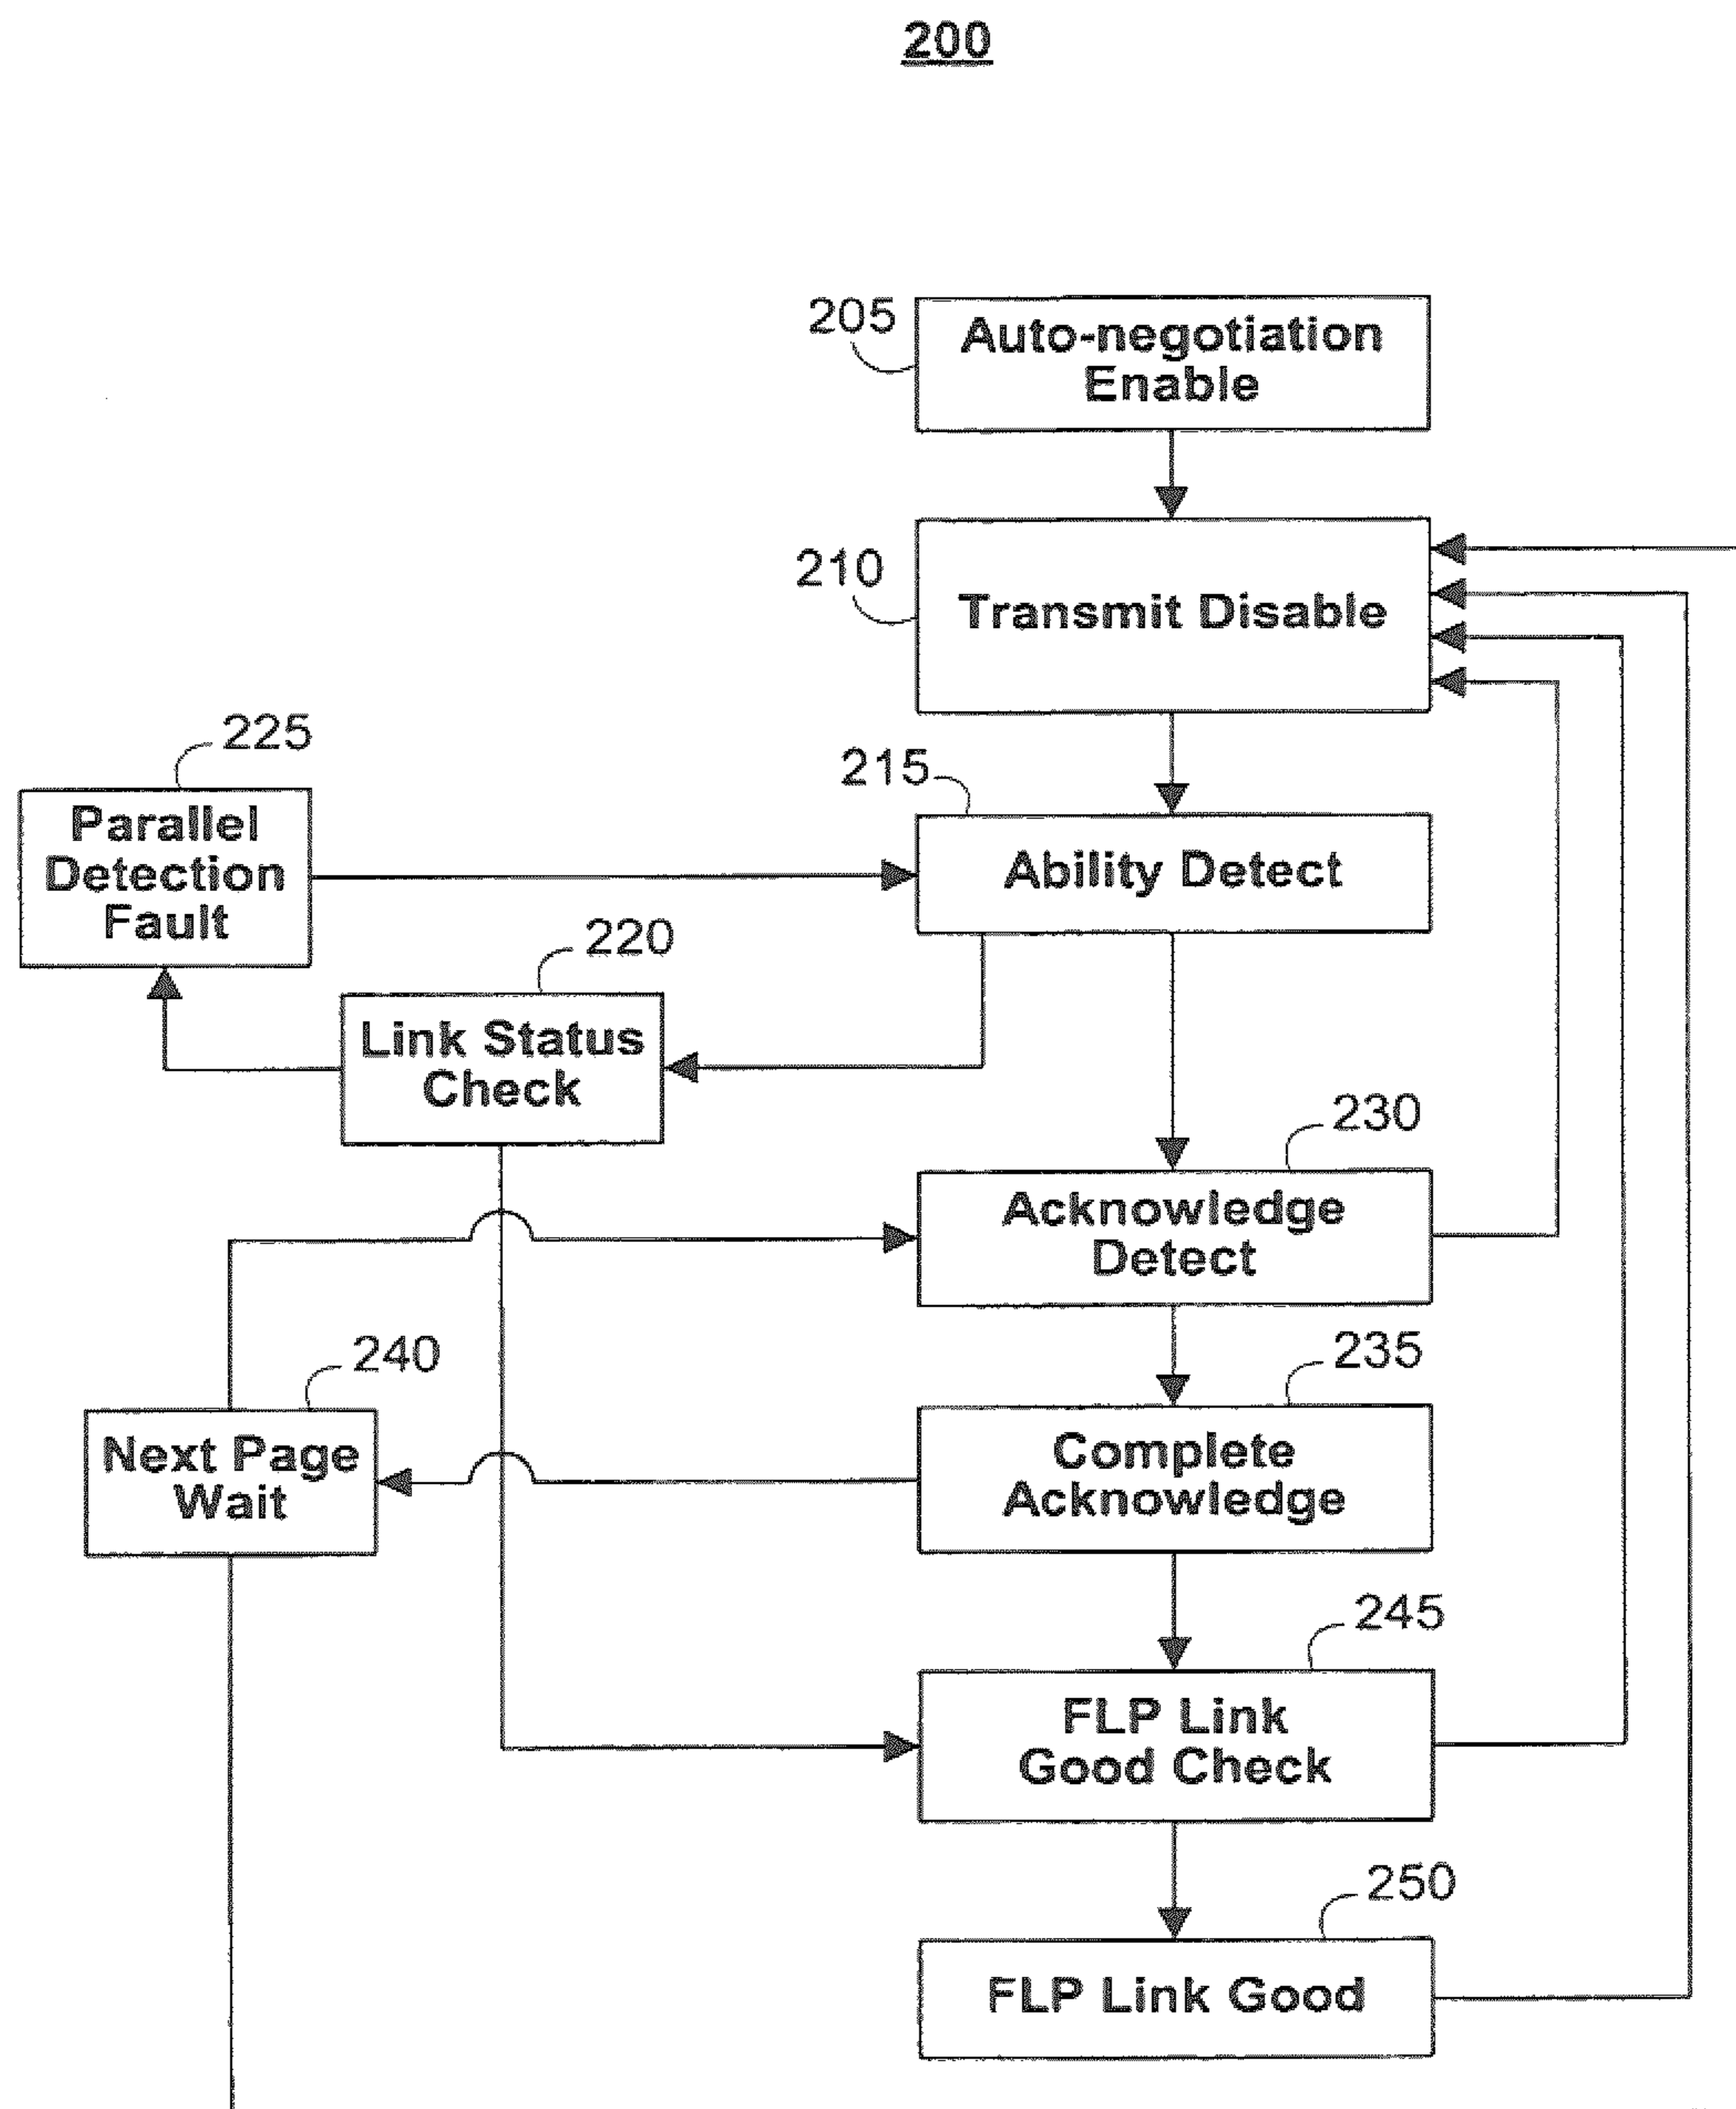 200
205
Auto-negotiation
Enable
210
Transmit Disable
225
Parallel
Detection
Fault
215
Ability Detect
220
Link Status
Check
230
Acknowledge
Detect
240
Next Page
Wait
235
Complete
Acknowledge
245
FLP Link
Good Check
250
FLP Link Good